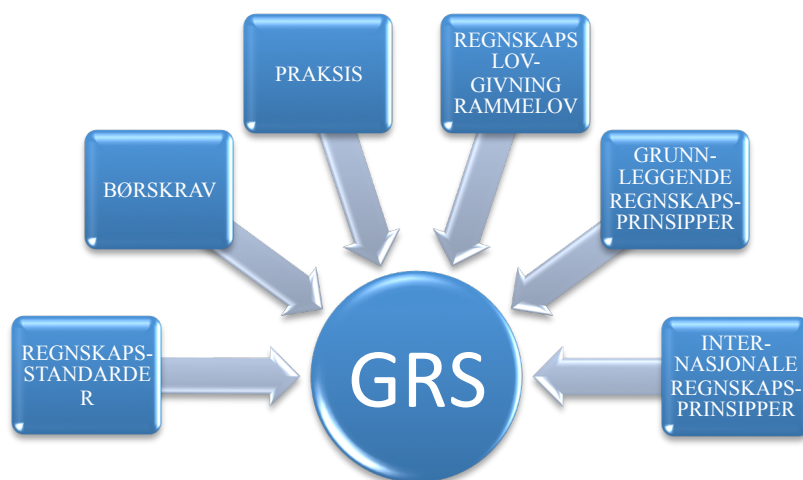 PRAKSIS
REGNSKAPS
LOV-
GIVNING
RAMMELOV
BØRSKRAV
GRUNN-
LEGGENDE
REGNSKAPS-
PRINSIPPER
REGNSKAPS-
STANDARDE
R
GRS
INTER-
NASJONALE
REGNSKAPS-
PRINSIPPER